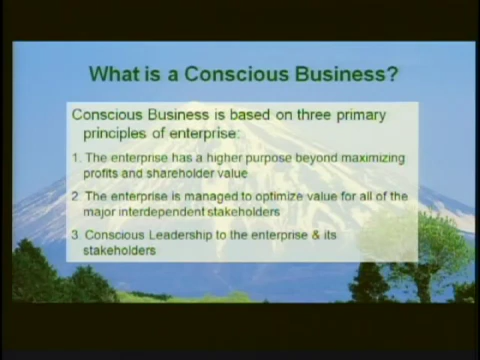 What is a Conscious Business?
Conscious Business is based on three primary
principles of enterprise:
1. The enterprise has a higher purpose beyond maximizing
profits and shareholder value
2. The enterprise is managed to optimize value for all of the
major interdependent stakeholders
3. Conscious Leadership to the enterprise & its
stakeholders